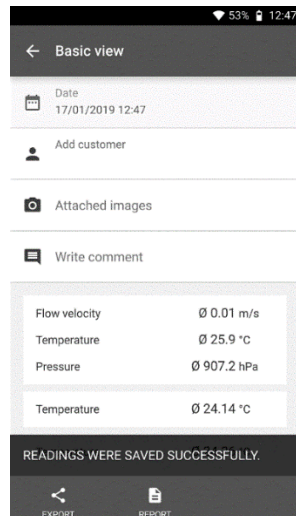 53% 12:47
Basic view
Date
17/01/2019 12:47
Add customer
Attached images
Write comment
Flow velocity Ø 0.01 m/s
Temperature Ø 25.9 °C
Pressure Ø 907.2 hPa
Temperature Ø 24.14 °C
READINGS WERE SAVED SUCCESSFULLY.
EXPORT REPORT